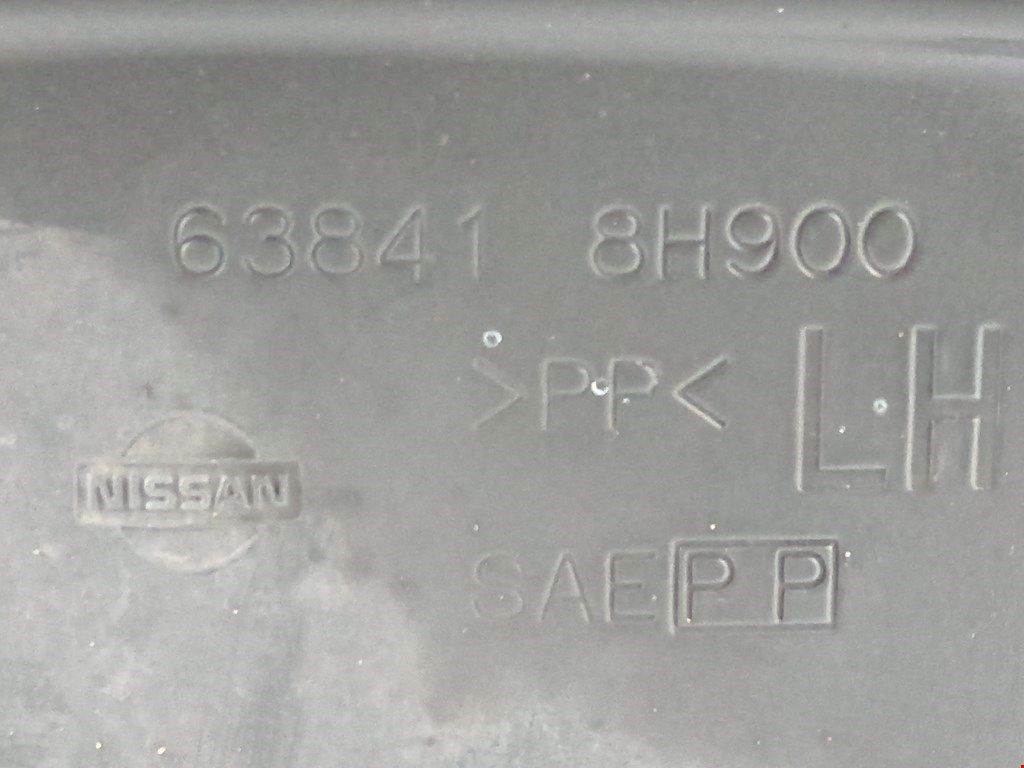 63841 8H900
>PP< LH
NISSAN
SAE PP